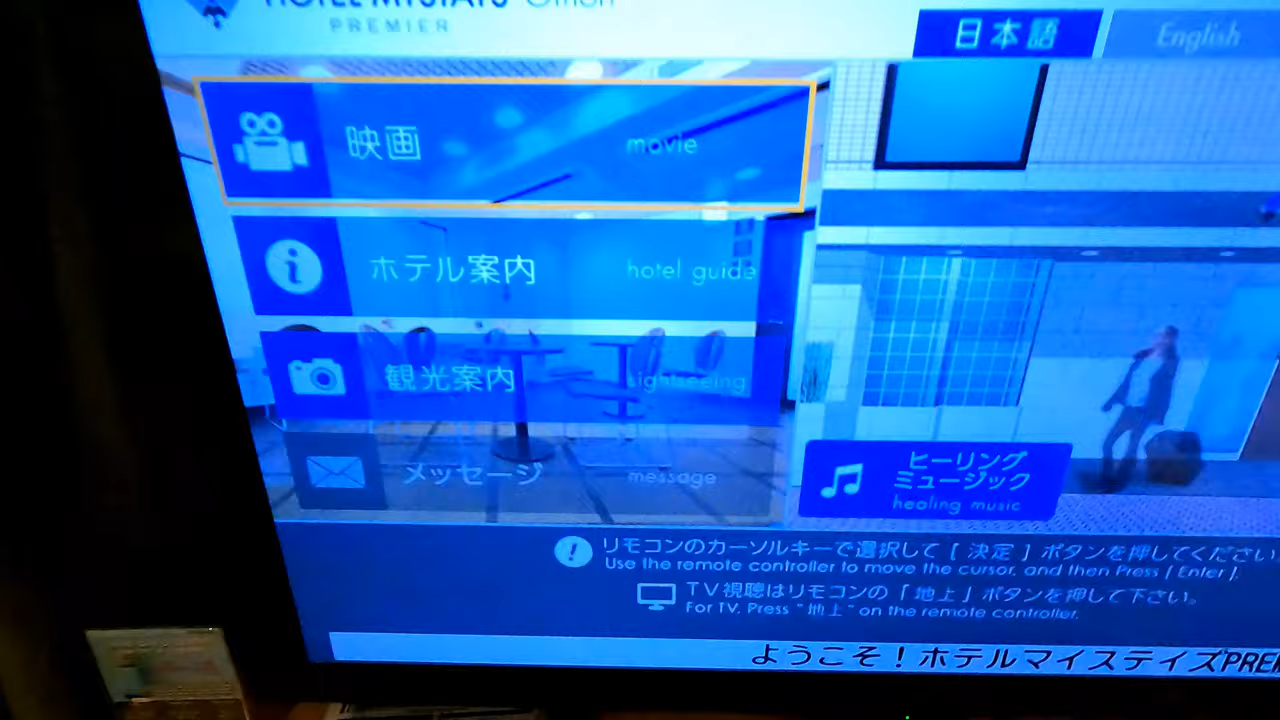 HOTEL MYSTAYS
PREMIER
日本語
English
映画 movie
ホテル案内 hotel guide
観光案内 sightseeing
メッセージ message
ヒーリング
ミュージック
healing music
リモコンのカーソルキーで選択して [ 決定 ] ボタンを押してください
Use the remote controller to move the cursor, and then Press [ Enter ].
TV視聴はリモコンの「 地上 」ボタンを押して下さい。
For TV, Press " 地上 " on the remote controller.
ようこそ！ホテルマイステイズPRE